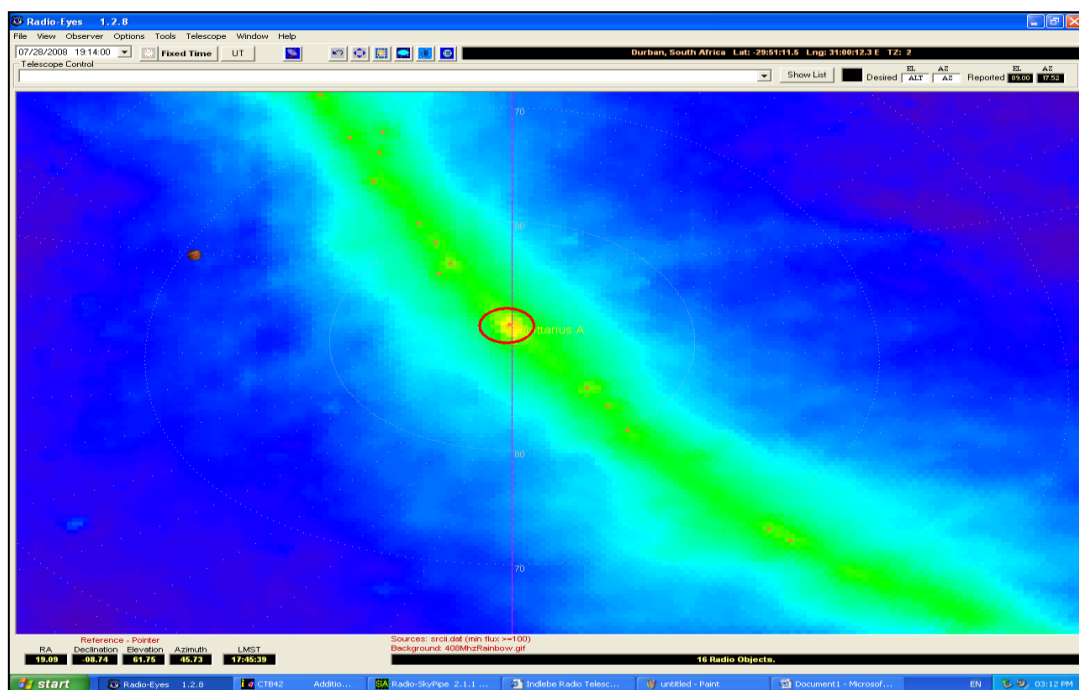 Radio-Eyes 1.2.8
File View Observer Options Tools Telescope Window Help
07/28/2008 19:14:00 Fixed Time UT Durban, South Africa Lat: -29:51:11.5 Lng: 31:00:12.3 E TZ: 2
Telescope Control
Show List Desired EL ALT AZ AZ Reported EL 89.00 AZ 17.52
70
80
ttarius A
80
70
Reference - Pointer
RA Declination Elevation Azimuth LMST
19.09 -08.74 61.75 45.73 17:45:39
Sources: srcii.dat (min flux >=100)
Background: 408MhzRainbow.gif
16 Radio Objects.
start Radio-Eyes 1.2.8 CTB42 Additio... Radio-SkyPipe 2.1.1 ... Indlebe Radio Telesc... untitled - Paint Document1 - Microsof... EN 03:12 PM